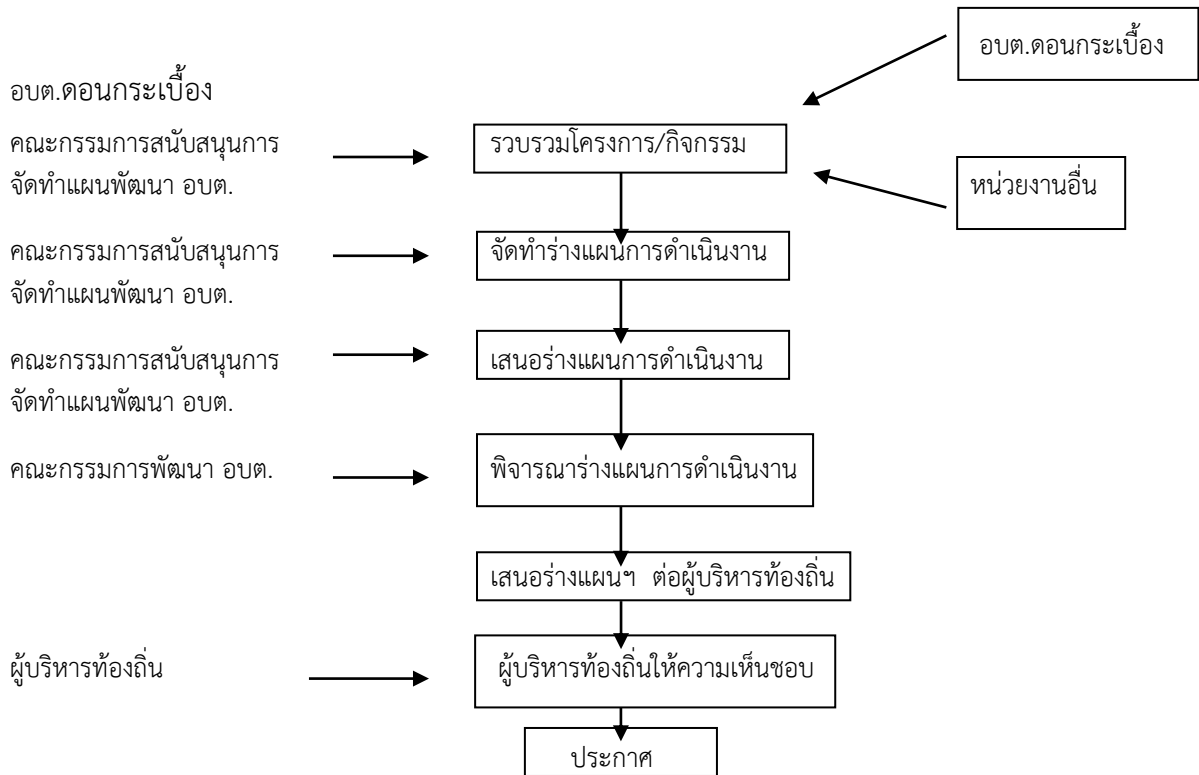 อบต.ดอนกระเบื้อง
อบต.ดอนกระเบื้อง
คณะกรรมการสนับสนุนการ
จัดทำแผนพัฒนา อบต.
รวบรวมโครงการ/กิจกรรม
หน่วยงานอื่น
คณะกรรมการสนับสนุนการ
จัดทำแผนพัฒนา อบต.
จัดทำร่างแผนการดำเนินงาน
คณะกรรมการสนับสนุนการ
จัดทำแผนพัฒนา อบต.
เสนอร่างแผนการดำเนินงาน
คณะกรรมการพัฒนา อบต.
พิจารณาร่างแผนการดำเนินงาน
เสนอร่างแผนฯ ต่อผู้บริหารท้องถิ่น
ผู้บริหารท้องถิ่น
ผู้บริหารท้องถิ่นให้ความเห็นชอบ
ประกาศ